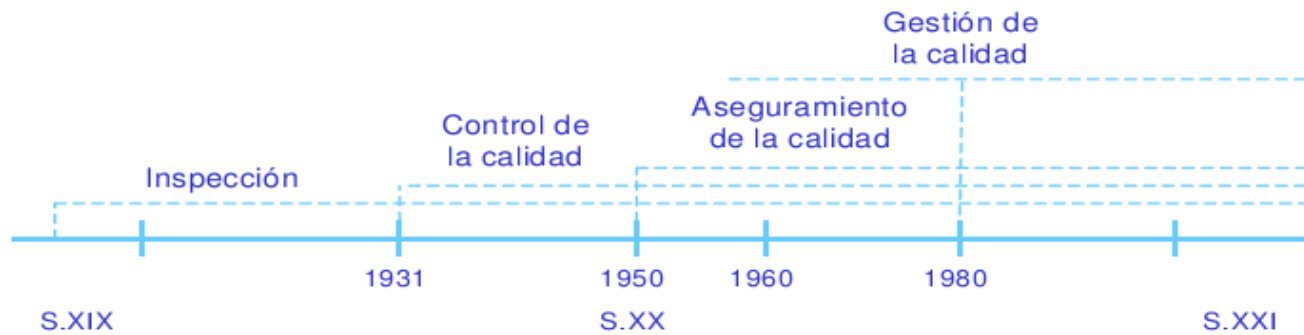 Gestión de
la calidad
Aseguramiento
de la calidad
Control de
la calidad
Inspección
1931
1950
1960
1980
S.XIX
S.XX
S.XXI